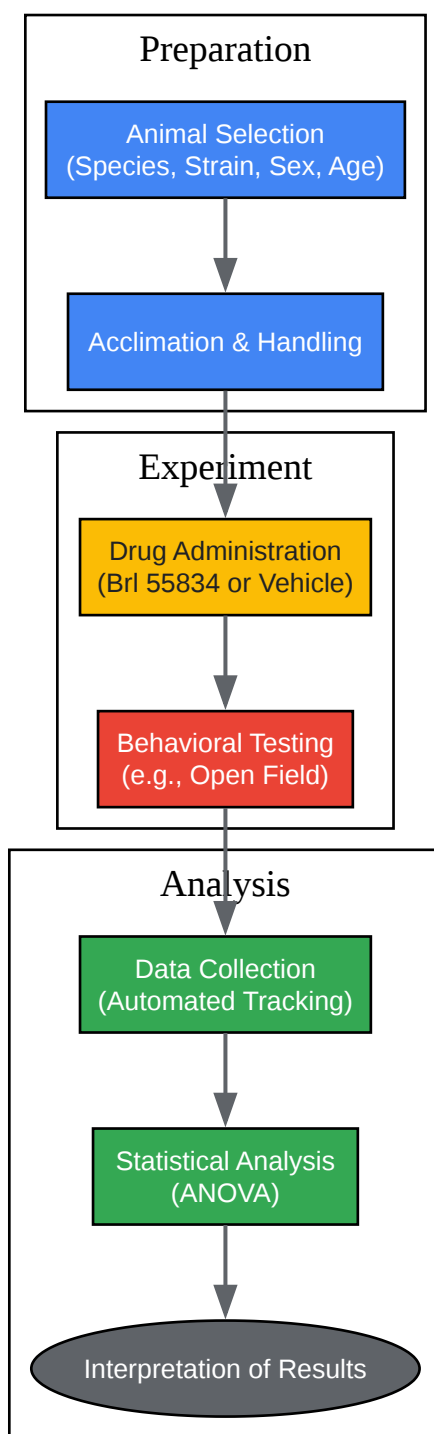 Preparation
Animal Selection
(Species, Strain, Sex, Age)
Acclimation & Handling
Experiment
Drug Administration
(Brl 55834 or Vehicle)
Behavioral Testing
(e.g., Open Field)
Analysis
Data Collection
(Automated Tracking)
Statistical Analysis
(ANOVA)
Interpretation of Results